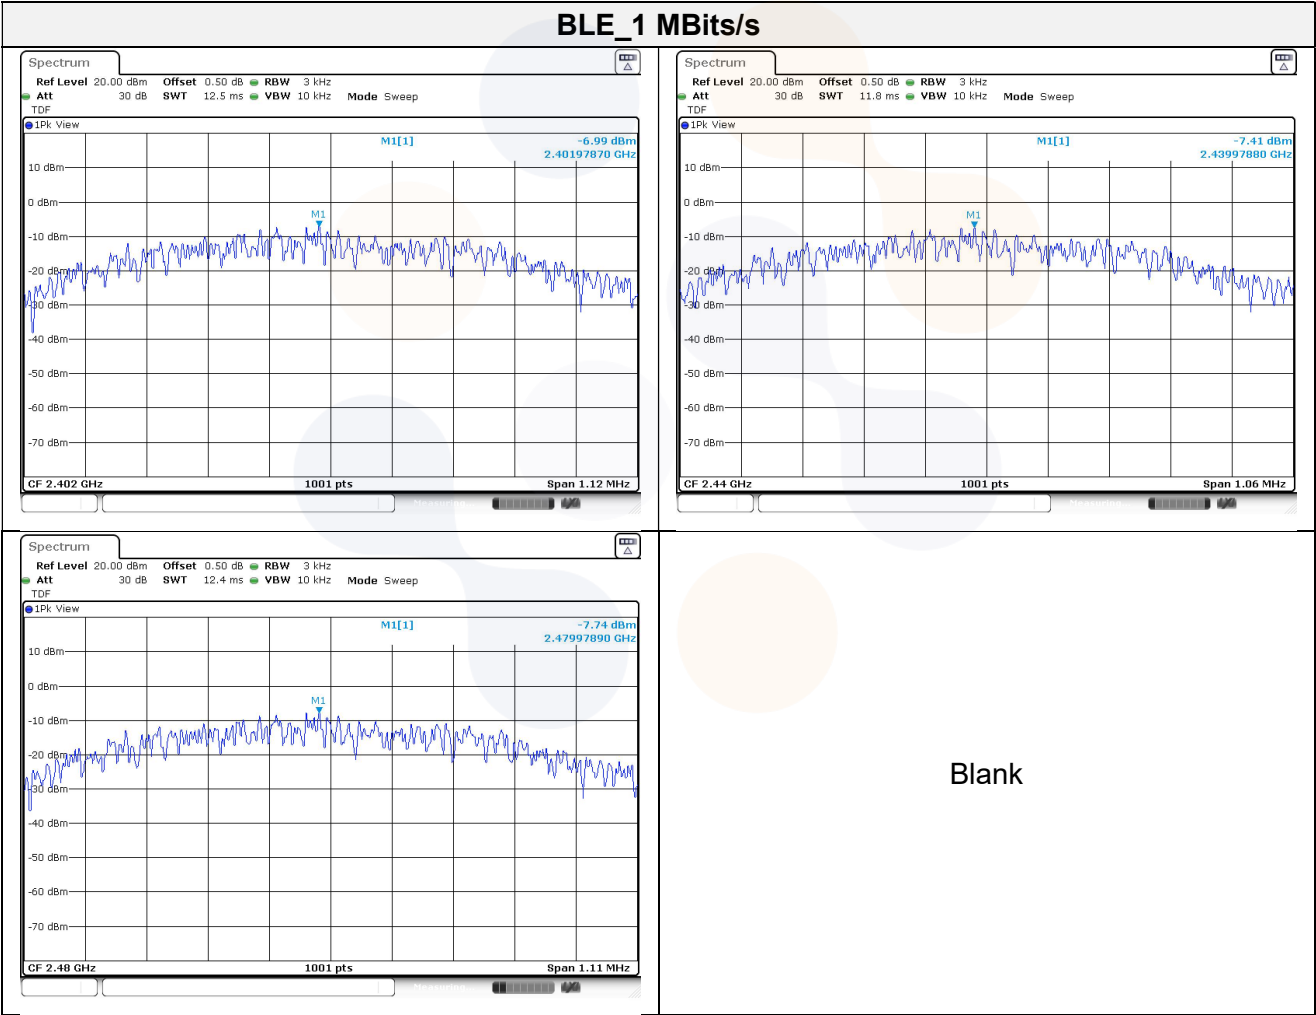 BLE_1 MBits/s
Spectrum
Ref Level 20.00 dBm Offset 0.50 dB RBW 3 kHz
Att 30 dB SWT 12.5 ms VBW 10 kHz Mode Sweep
TDF
1Pk View
M1[1] -6.99 dBm
2.40197870 GHz
10 dBm
0 dBm
M1
-10 dBm
-20 dBm
-30 dBm
-40 dBm
-50 dBm
-60 dBm
-70 dBm
CF 2.402 GHz 1001 pts Span 1.12 MHz
Spectrum
Ref Level 20.00 dBm Offset 0.50 dB RBW 3 kHz
Att 30 dB SWT 11.8 ms VBW 10 kHz Mode Sweep
TDF
1Pk View
M1[1] -7.41 dBm
2.43997880 GHz
10 dBm
0 dBm
M1
-10 dBm
-20 dBm
-30 dBm
-40 dBm
-50 dBm
-60 dBm
-70 dBm
CF 2.44 GHz 1001 pts Span 1.06 MHz
Spectrum
Ref Level 20.00 dBm Offset 0.50 dB RBW 3 kHz
Att 30 dB SWT 12.4 ms VBW 10 kHz Mode Sweep
TDF
1Pk View
M1[1] -7.74 dBm
2.47997890 GHz
10 dBm
0 dBm
M1
-10 dBm
-20 dBm
-30 dBm
-40 dBm
-50 dBm
-60 dBm
-70 dBm
CF 2.48 GHz 1001 pts Span 1.11 MHz
Measuring...
Blank